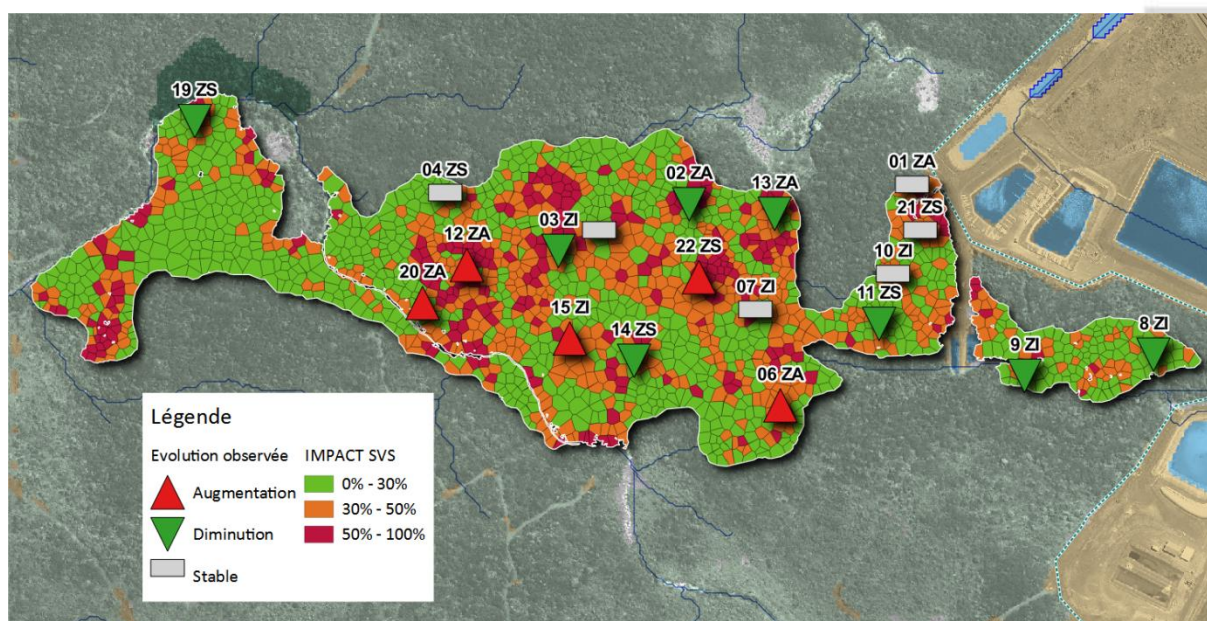 19 ZS
04 ZS
02 ZA
13 ZA
01 ZA
21 ZS
03 ZI
12 ZA
22 ZS
10 ZI
20 ZA
07 ZI
11 ZS
15 ZI
14 ZS
9 ZI
8 ZI
06 ZA
Légende
Evolution observée
IMPACT SVS
Augmentation
Diminution
Stable
0% - 30%
30% - 50%
50% - 100%